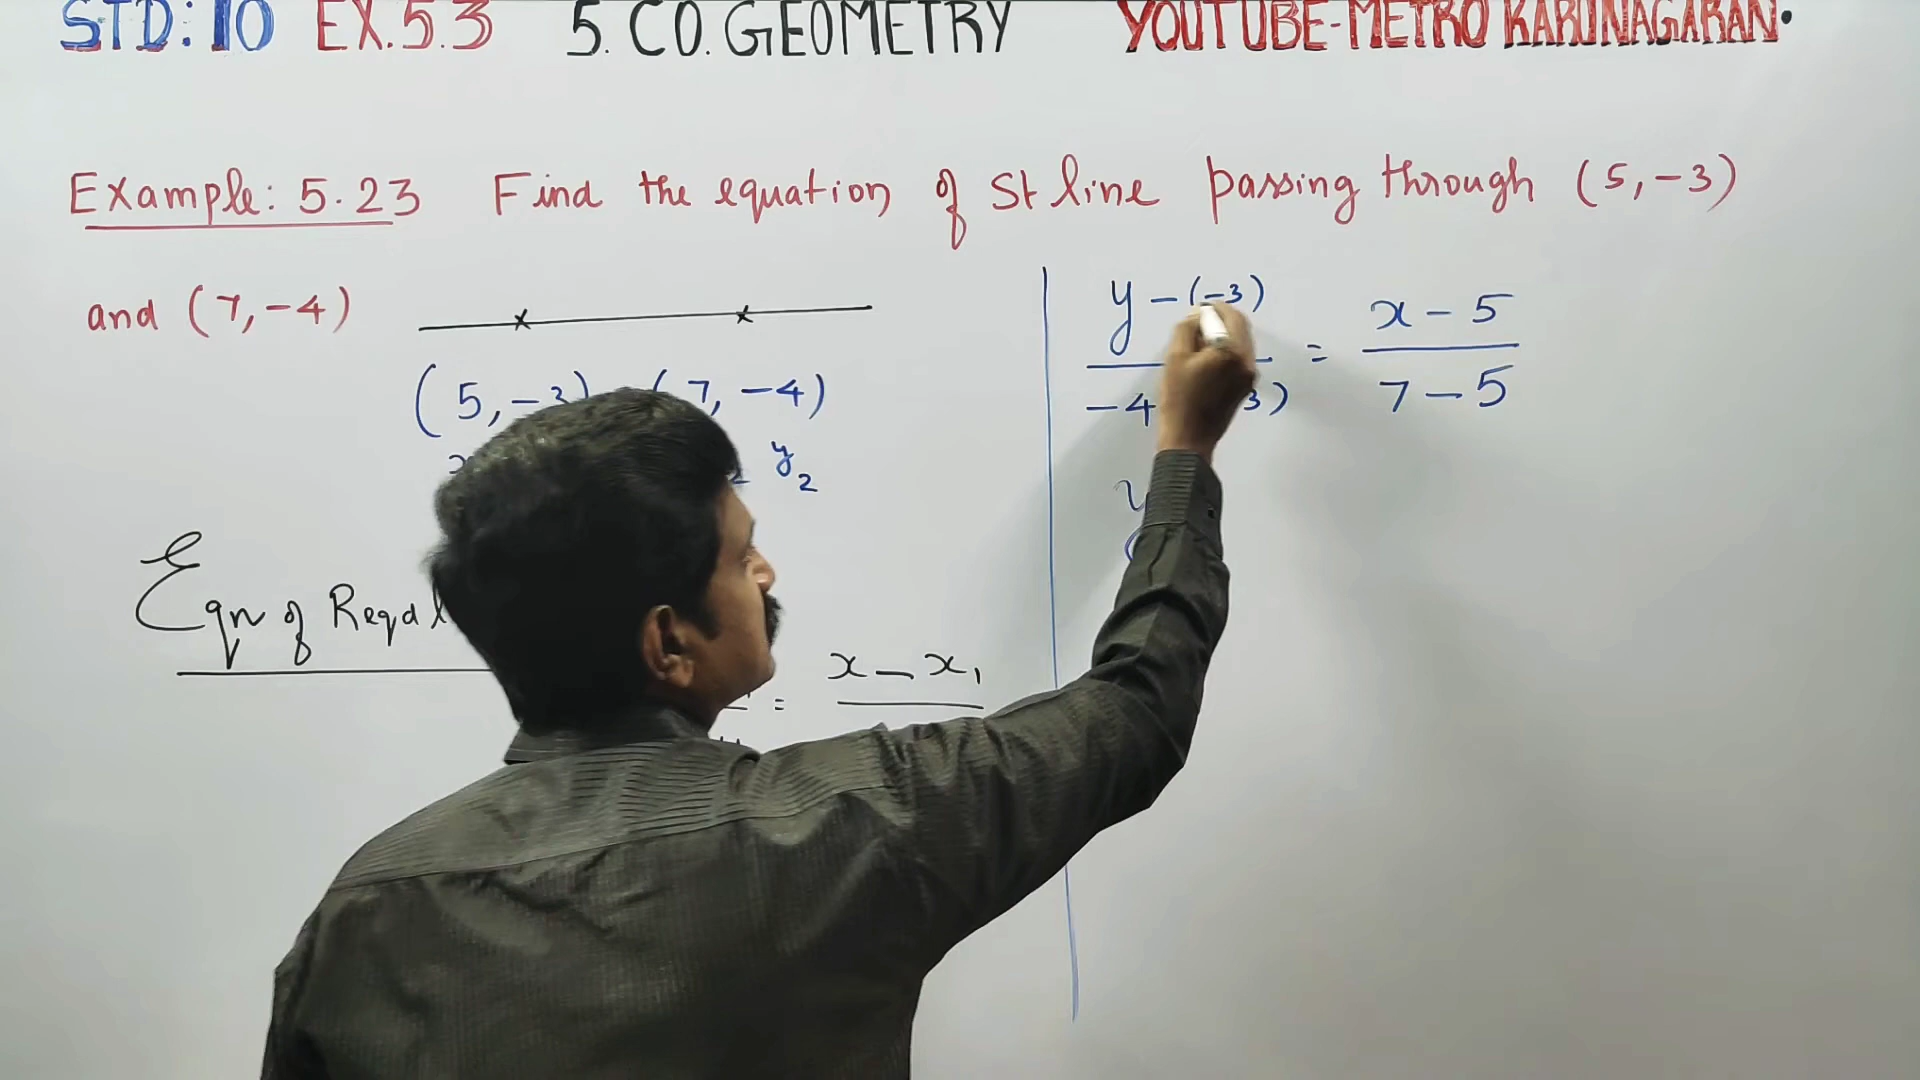 STD: 10 EX.5.3 5. CO. GEOMETRY YOUTUBE-METRO KARUNAGARAN.
Example: 5.23 Find the equation of St line passing through (5,-3)
and (7,-4)
(5,-3) (7,-4)
y₂
Eqn of Reqd
x - x₁
=
y - (-3) = x - 5
-4 3) 7 - 5
y